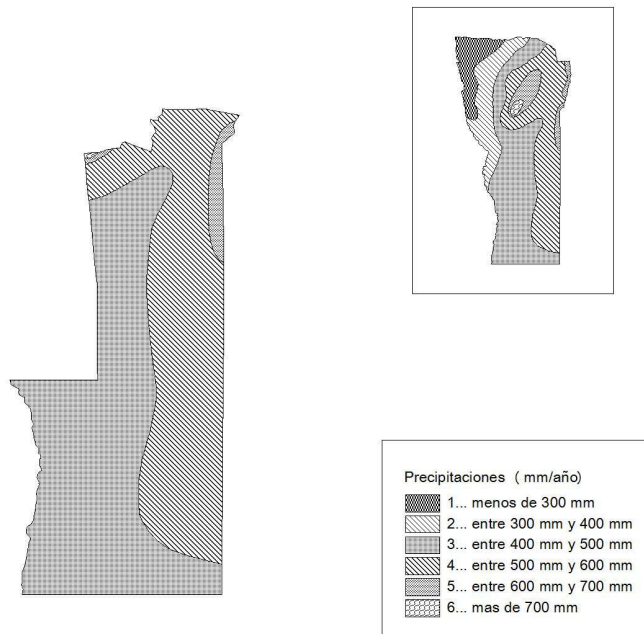 Precipitaciones ( mm/año)
1... menos de 300 mm
2... entre 300 mm y 400 mm
3... entre 400 mm y 500 mm
4... entre 500 mm y 600 mm
5... entre 600 mm y 700 mm
6... mas de 700 mm